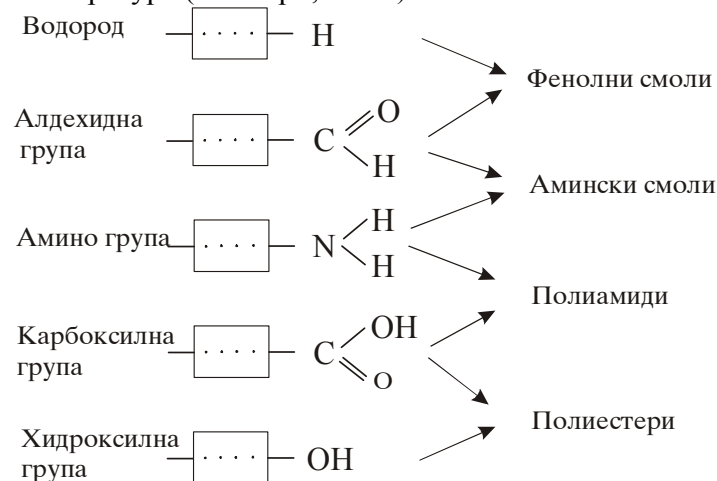 Водород
H
Фенолни смоли
Алдехидна
група
C
O
H
Амински смоли
Амино група
N
H
H
Полиамиди
Карбоксилна
група
C
OH
O
Полиестери
Хидроксилна
група
OH